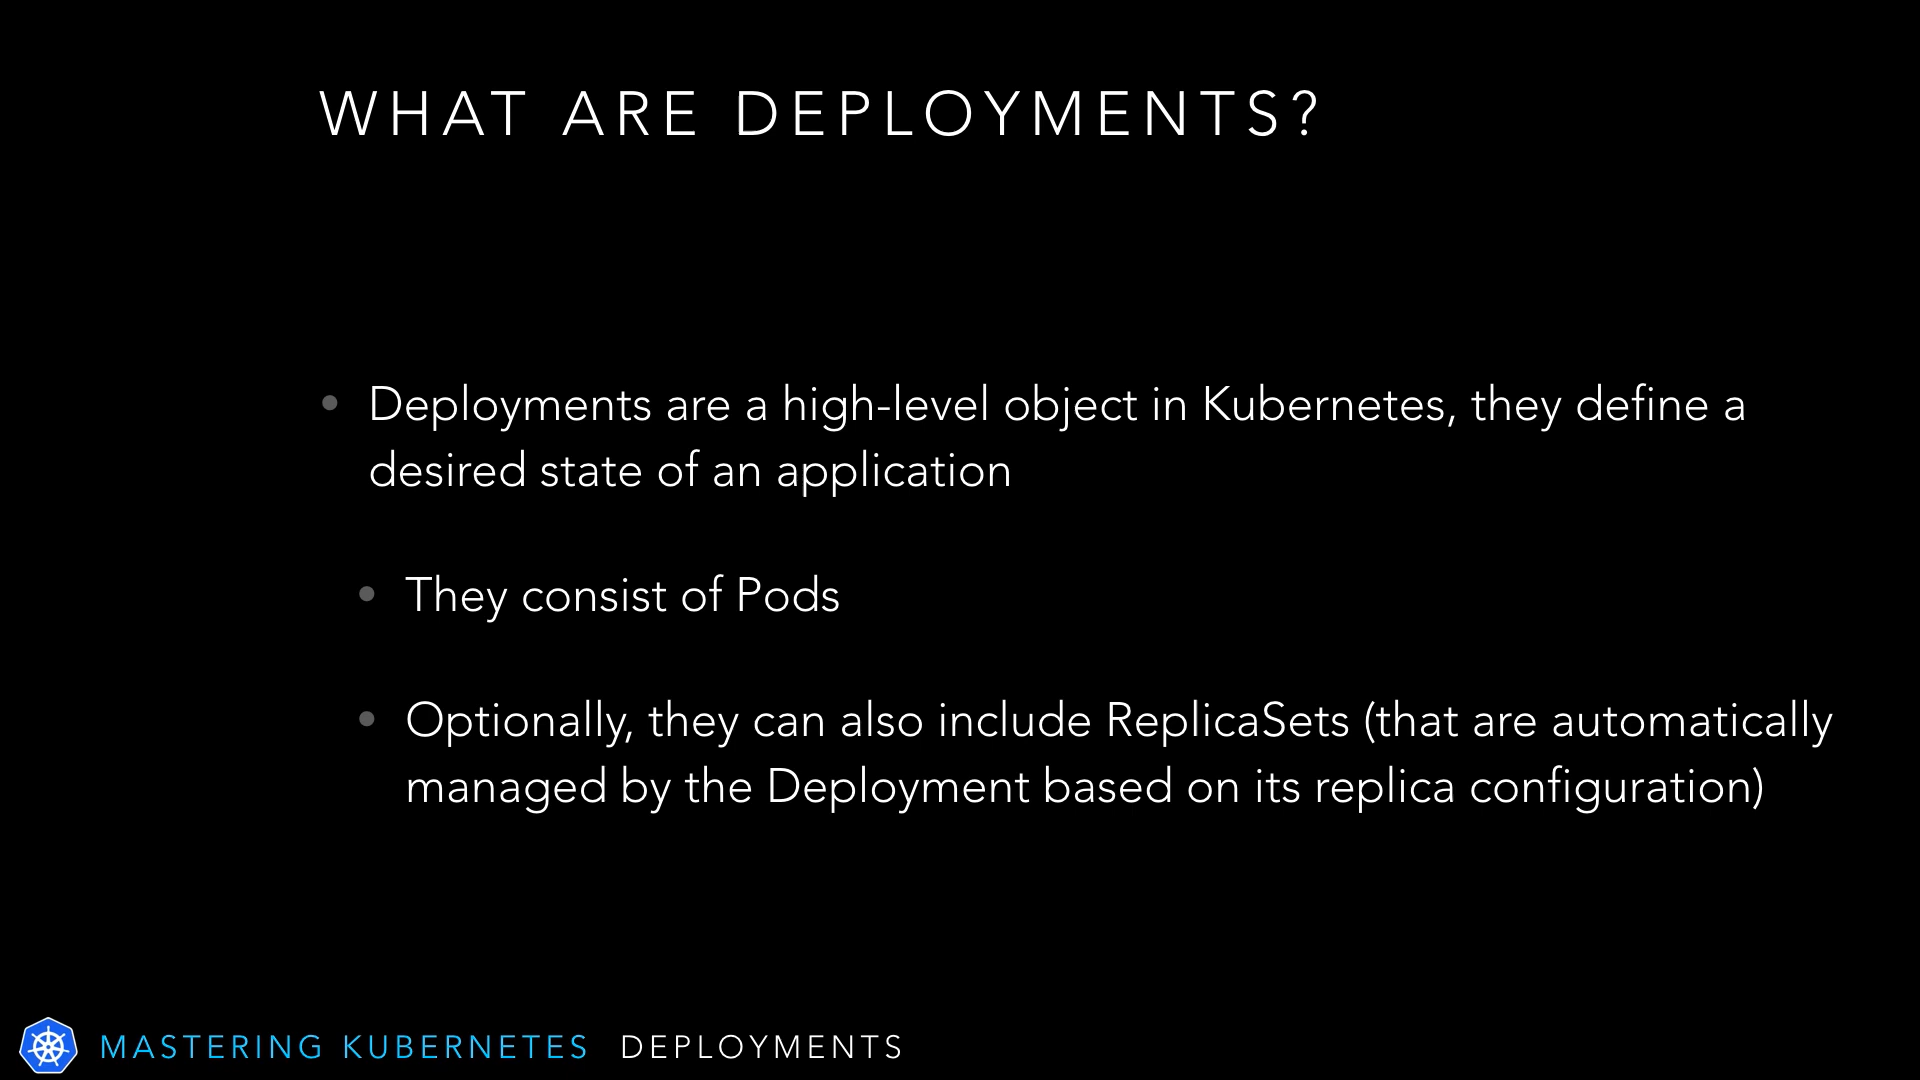 WHAT ARE DEPLOYMENTS?
• Deployments are a high-level object in Kubernetes, they define a
desired state of an application
• They consist of Pods
• Optionally, they can also include ReplicaSets (that are automatically
managed by the Deployment based on its replica configuration)
MASTERING KUBERNETES DEPLOYMENTS